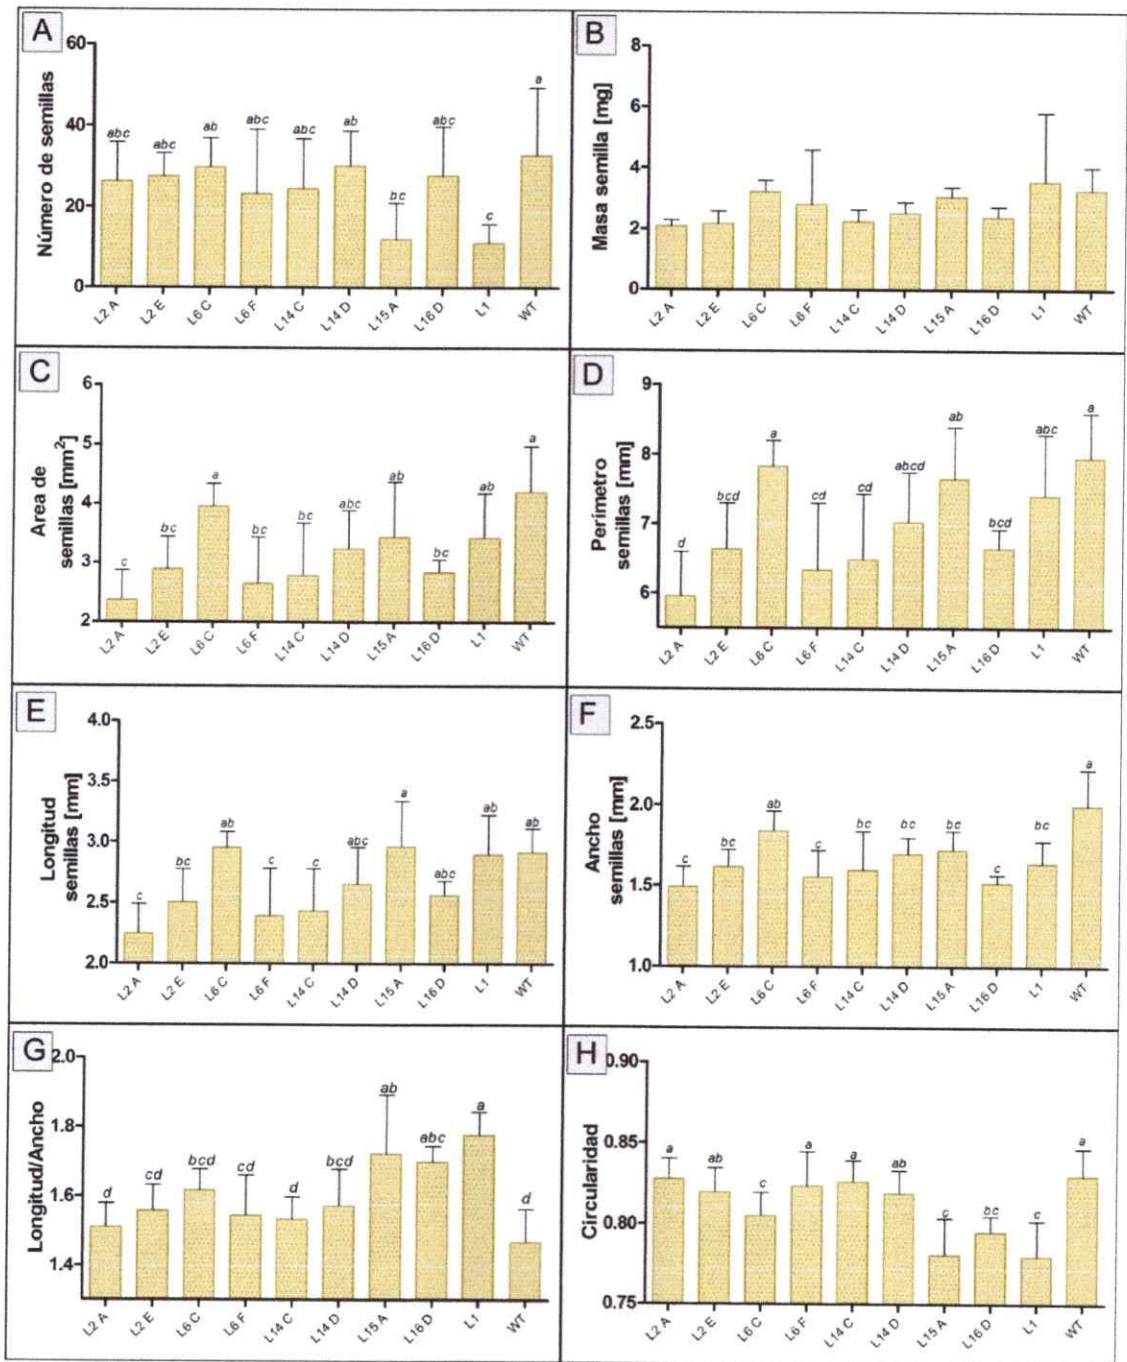 A
Número de semillas
60
40
20
0
abc
abc
ab
abc
abc
ab
bc
abc
c
a
L2 A
L2 E
L6 C
L6 F
L14 C
L14 D
L15 A
L16 D
L1
WT
B
Masa semilla [mg]
8
6
4
2
0
L2 A
L2 E
L6 C
L6 F
L14 C
L14 D
L15 A
L16 D
L1
WT
C
Area de
semillas [mm²]
6
5
4
3
2
c
bc
a
bc
bc
abc
ab
bc
ab
a
L2 A
L2 E
L6 C
L6 F
L14 C
L14 D
L15 A
L16 D
L1
WT
D
Perímetro
semillas [mm]
9
8
7
6
d
bcd
a
cd
cd
abcd
ab
bcd
abc
a
L2 A
L2 E
L6 C
L6 F
L14 C
L14 D
L15 A
L16 D
L1
WT
E
Longitud
semillas [mm]
4.0
3.5
3.0
2.5
2.0
c
bc
ab
c
c
abc
a
abc
ab
ab
L2 A
L2 E
L6 C
L6 F
L14 C
L14 D
L15 A
L16 D
L1
WT
F
Ancho
semillas [mm]
2.5
2.0
1.5
1.0
c
bc
ab
c
bc
bc
bc
c
bc
a
L2 A
L2 E
L6 C
L6 F
L14 C
L14 D
L15 A
L16 D
L1
WT
G
Longitud/Ancho
2.0
1.8
1.6
1.4
d
cd
bcd
cd
d
bcd
ab
abc
a
d
L2 A
L2 E
L6 C
L6 F
L14 C
L14 D
L15 A
L16 D
L1
WT
H
Circularidad
0.90
0.85
0.80
0.75
a
ab
c
a
a
ab
c
bc
c
a
L2 A
L2 E
L6 C
L6 F
L14 C
L14 D
L15 A
L16 D
L1
WT